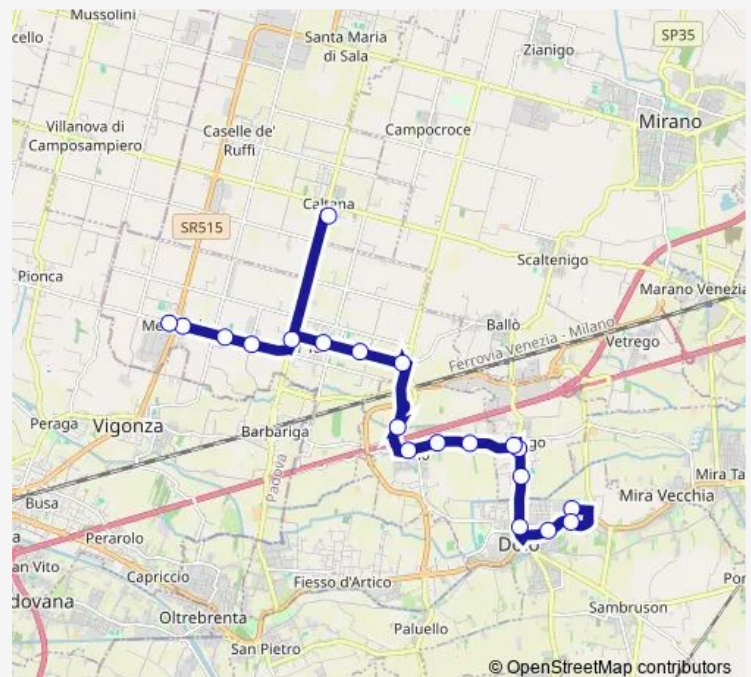 Mussolini
cello
Santa Maria
di Sala
Zianigo
SP35
Mirano
Villanova di
Camposampiero
Caselle de'
Ruffi
Campocroce
Caltana
SR515
Pionca
Scaltenigo
Marano Venezia
Ballò
Ferrovia Venezia - Milano
Vetrego
Peraga
Vigonza
Barbariga
Padova
Mira Ta
Mira Vecchia
Busa
Perarolo
Dolo
an Vito
Capriccio
Fiesso d'Artico
dovana
Oltrebrenta
Sambruson
Paluello
San Pietro
© OpenStreetMap contributors